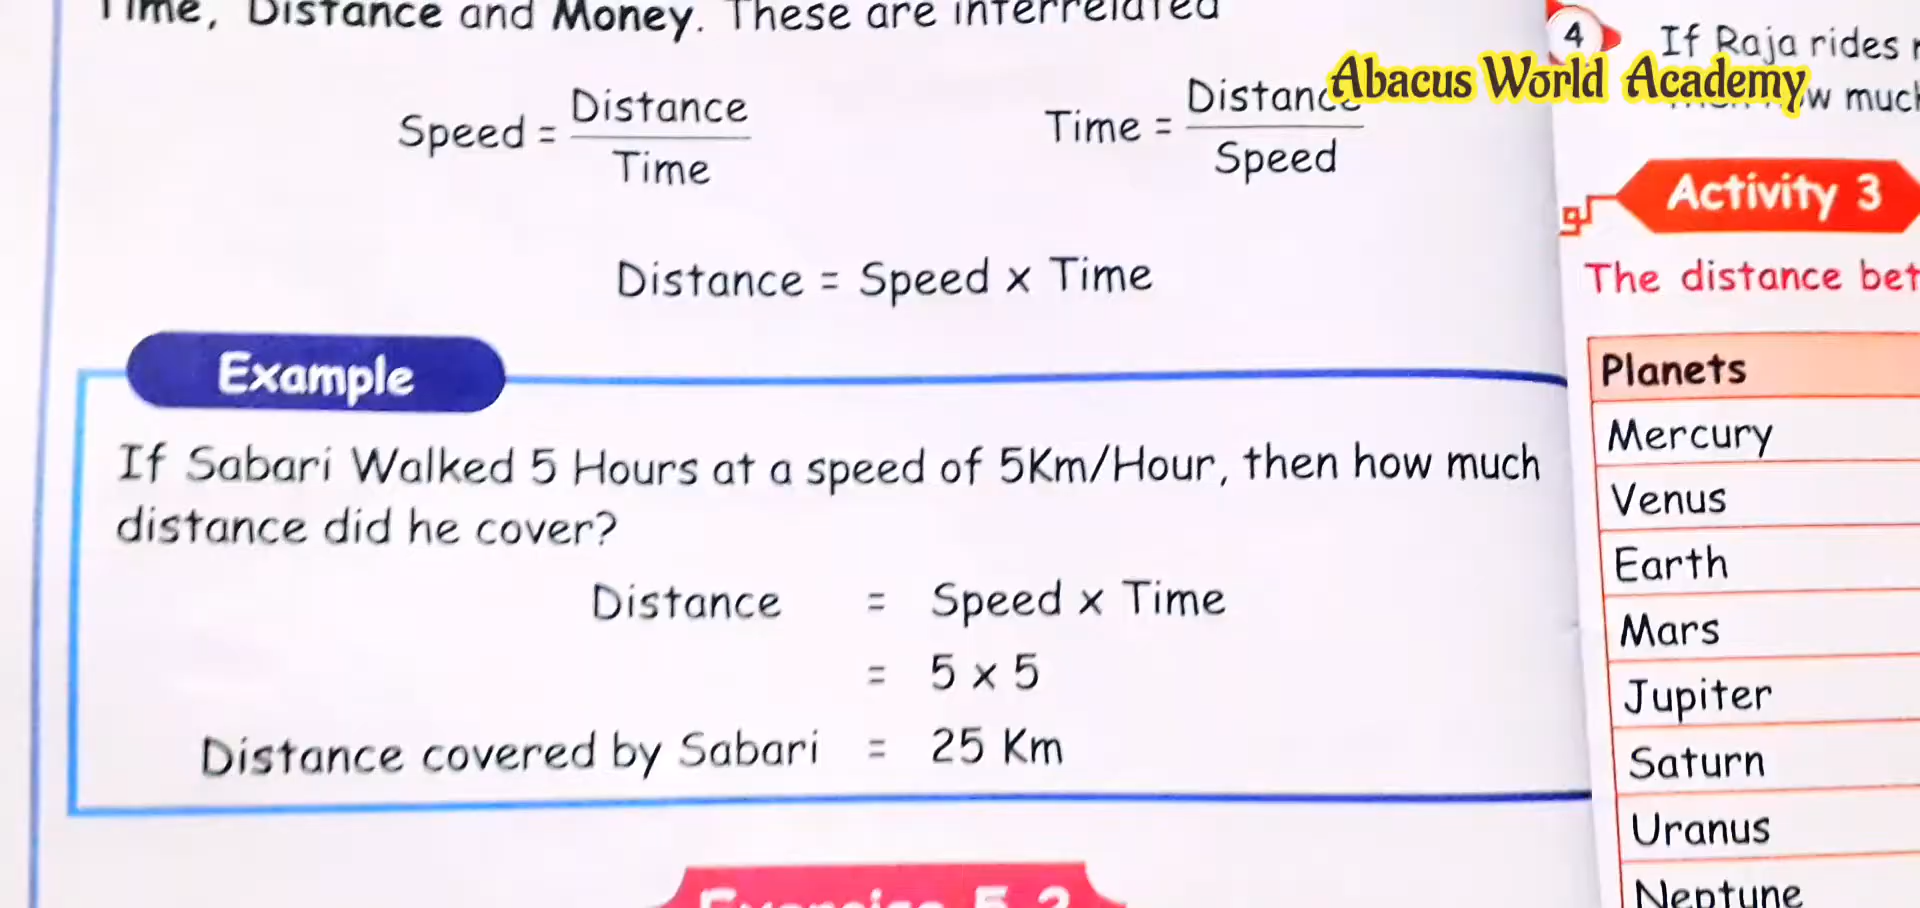 Time, Distance and Money. These are interrelated
Speed = Distance
Time
Time = Distance
Speed
Distance = Speed x Time
Example
If Sabari Walked 5 Hours at a speed of 5Km/Hour, then how much
distance did he cover?
Distance = Speed x Time
= 5 x 5
Distance covered by Sabari = 25 Km
4 If Raja rides
Abacus World Academy
much
Activity 3
The distance
Planets
Mercury
Venus
Earth
Mars
Jupiter
Saturn
Uranus
Neptune